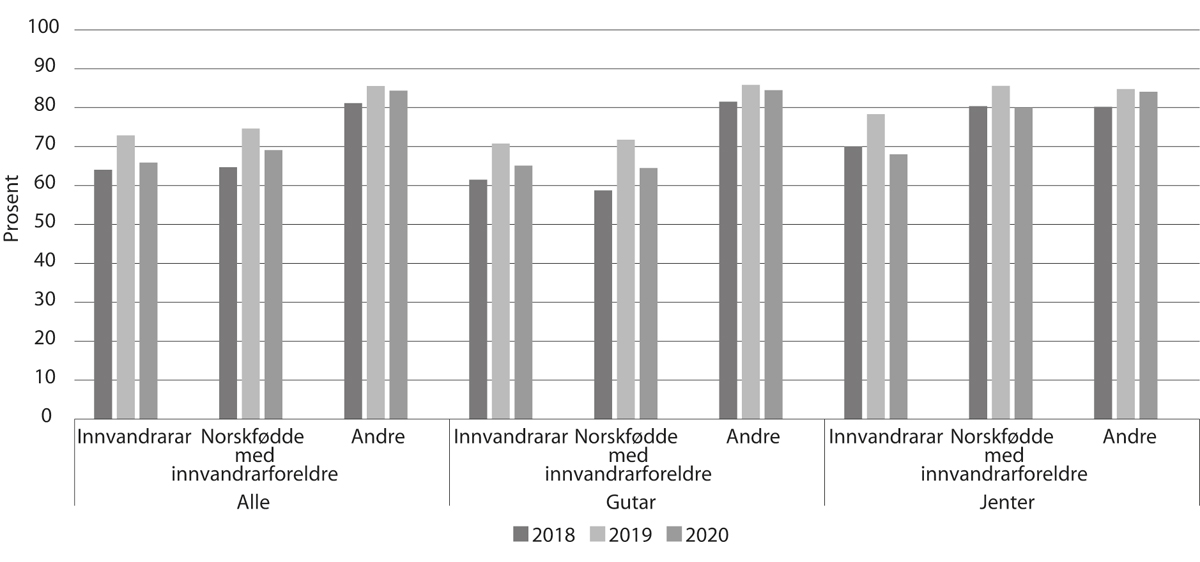 100
90
80
70
60
50
40
30
20
10
0
Prosent
Innvandrarar Norskfødde Andre Innvandrarar Norskfødde Andre Innvandrarar Norskfødde Andre
med med med
innvandrarforeldre innvandrarforeldre innvandrarforeldre
Alle Gutar Jenter
2018 2019 2020